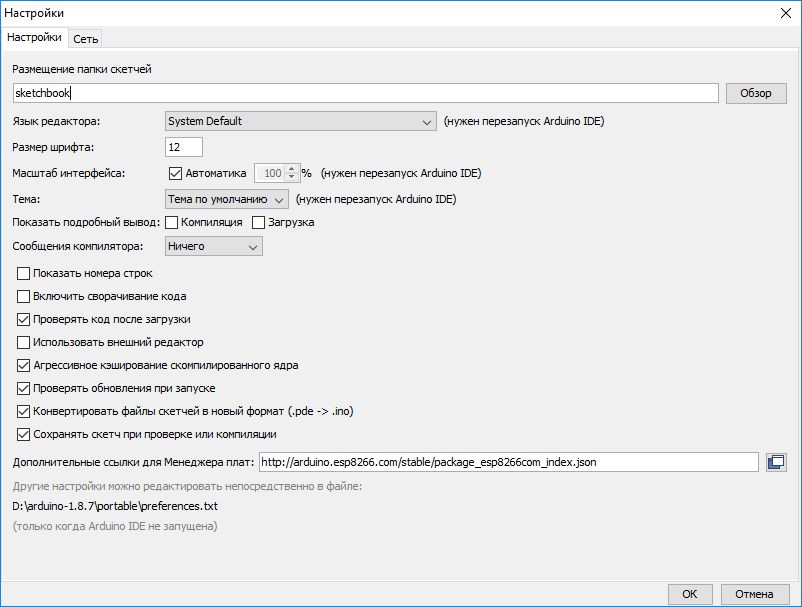 Настройки
Настройки Сеть
Размещение папки скетчей
sketchbook Обзор
Язык редактора: System Default (нужен перезапуск Arduino IDE)
Размер шрифта: 12
Масштаб интерфейса: Автоматика 100 % (нужен перезапуск Arduino IDE)
Тема: Тема по умолчанию (нужен перезапуск Arduino IDE)
Показать подробный вывод: Компиляция Загрузка
Сообщения компилятора: Ничего
Показать номера строк
Включить сворачивание кода
Проверять код после загрузки
Использовать внешний редактор
Агрессивное кэширование скомпилированного ядра
Проверять обновления при запуске
Конвертировать файлы скетчей в новый формат (.pde -> .ino)
Сохранять скетч при проверке или компиляции
Дополнительные ссылки для Менеджера плат: http://arduino.esp8266.com/stable/package_esp8266com_index.json
Другие настройки можно редактировать непосредственно в файле:
D:\arduino-1.8.7\portable\preferences.txt
(только когда Arduino IDE не запущена)
OK Отмена